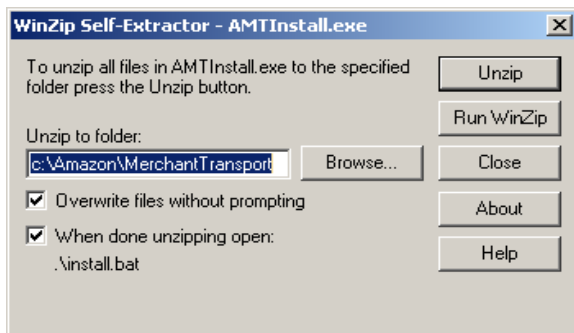 WinZip Self-Extractor - AMTInstall.exe
To unzip all files in AMTInstall.exe to the specified
folder press the Unzip button.
Unzip to folder:
c:\Amazon\MerchantTransport
Browse...
Overwrite files without prompting
When done unzipping open:
.\install.bat
Unzip
Run WinZip
Close
About
Help